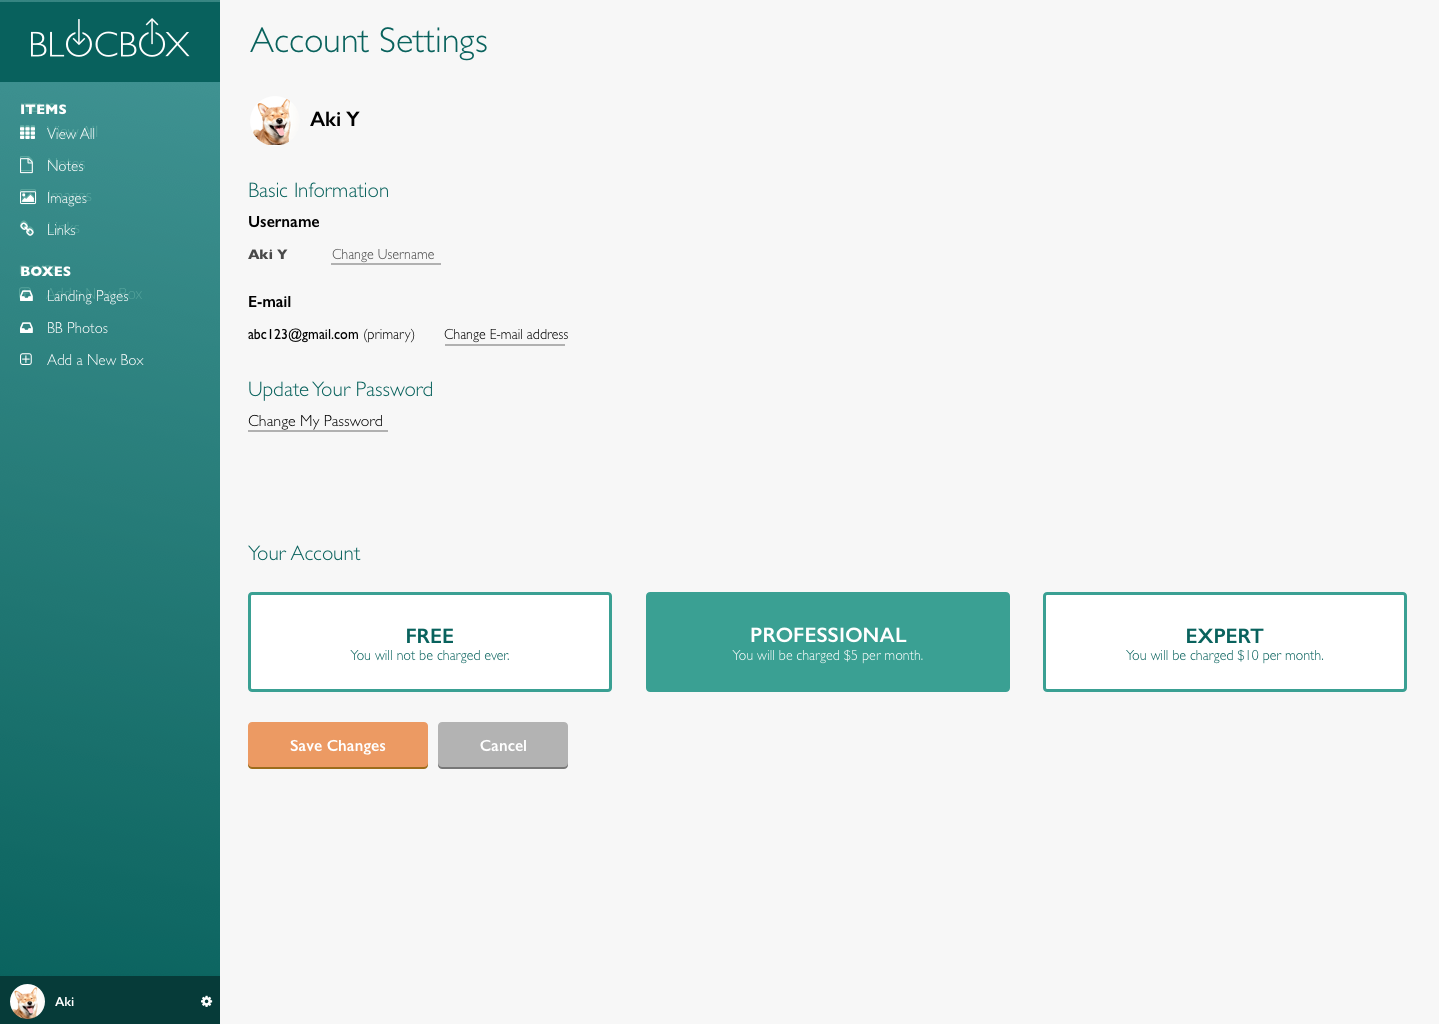 BLOCBOX
ITEMS
View All
Notes
Images
Links
BOXES
Landing Pages
BB Photos
Add a New Box
Aki
Account Settings
Aki Y
Basic Information
Username
Aki Y Change Username
E-mail
abc123@gmail.com (primary) Change E-mail address
Update Your Password
Change My Password
Your Account
FREE
You will not be charged ever.
PROFESSIONAL
You will be charged $5 per month.
EXPERT
You will be charged $10 per month.
Save Changes
Cancel